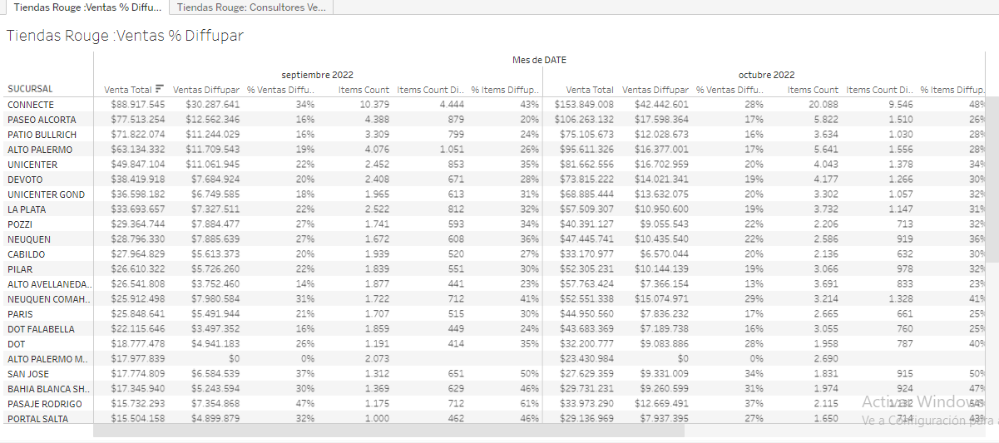 Tiendas Rouge :Ventas % Diffu... Tiendas Rouge: Consultores Ve...
Tiendas Rouge :Ventas % Diffupar
Mes de DATE
septiembre 2022 octubre 2022
SUCURSAL Venta Total Ventas Diffupar % Ventas Diffu.. Items Count Items Count Di.. % Items Diffup.. Venta Total Ventas Diffupar % Ventas Diffu.. Items Count Items Count Di.. % Items Diffup.
CONNECTE $88.917.545 $30.287.641 34% 10.379 4.444 43% $153.849.008 $42.442.601 28% 20.088 9.546 48%
PASEO ALCORTA $77.513.254 $12.562.346 16% 4.388 879 20% $106.263.132 $17.598.364 17% 5.822 1.510 26%
PATIO BULLRICH $71.822.074 $11.244.029 16% 3.309 799 24% $75.105.673 $12.028.673 16% 3.634 1.030 28%
ALTO PALERMO $63.134.332 $11.709.543 19% 4.076 1.051 26% $95.611.326 $16.377.001 17% 5.641 1.556 28%
UNICENTER $49.847.104 $11.061.945 22% 2.452 853 35% $81.662.556 $16.702.959 20% 4.043 1.378 34%
DEVOTO $38.419.918 $7.684.924 20% 2.408 671 28% $73.815.222 $14.021.341 19% 4.177 1.266 30%
UNICENTER GOND $36.598.182 $6.749.585 18% 1.965 613 31% $68.885.444 $13.632.075 20% 3.302 1.057 32%
LA PLATA $33.693.657 $7.327.511 22% 2.522 812 32% $57.509.307 $10.950.600 19% 3.732 1.147 31%
POZZI $29.364.744 $7.884.477 27% 1.741 593 34% $40.391.127 $9.055.543 22% 2.206 713 32%
NEUQUEN $28.796.330 $7.885.639 27% 1.672 608 36% $47.445.741 $10.435.540 22% 2.586 919 36%
CABILDO $27.964.829 $5.613.373 20% 1.939 520 27% $33.170.977 $6.570.044 20% 2.136 632 30%
PILAR $26.610.322 $5.726.260 22% 1.839 551 30% $52.305.231 $10.144.139 19% 3.066 978 32%
ALTO AVELLANEDA.. $26.541.808 $3.752.460 14% 1.877 441 23% $57.763.424 $7.366.154 13% 3.691 833 23%
NEUQUEN COMAH.. $25.912.498 $7.980.584 31% 1.722 712 41% $52.551.338 $15.074.971 29% 3.214 1.328 41%
PARIS $25.848.641 $5.491.944 21% 1.707 515 30% $44.950.560 $7.836.232 17% 2.665 661 25%
DOT FALABELLA $22.115.646 $3.497.352 16% 1.859 449 24% $43.683.369 $7.189.738 16% 3.055 760 25%
DOT $18.777.478 $4.941.183 26% 1.191 414 35% $32.200.777 $9.083.886 28% 1.958 787 40%
ALTO PALERMO M.. $17.977.839 $0 0% 2.073 $23.430.984 $0 0% 2.690
SAN JOSE $17.774.809 $6.584.539 37% 1.312 651 50% $27.629.359 $9.331.009 34% 1.831 915 50%
BAHIA BLANCA SH.. $17.345.940 $5.243.594 30% 1.369 629 46% $29.731.231 $9.260.599 31% 1.974 924 47%
PASAJE RODRIGO $15.732.293 $7.354.868 47% 1.175 712 61% $33.973.290 $12.669.491 37% 2.115 1.132 54%
PORTAL SALTA $15.504.158 $4.899.879 32% 1.000 462 46% $29.136.969 $7.937.395 27% 1.650 714 43%
Activar Windows
Ve a Configuración para a